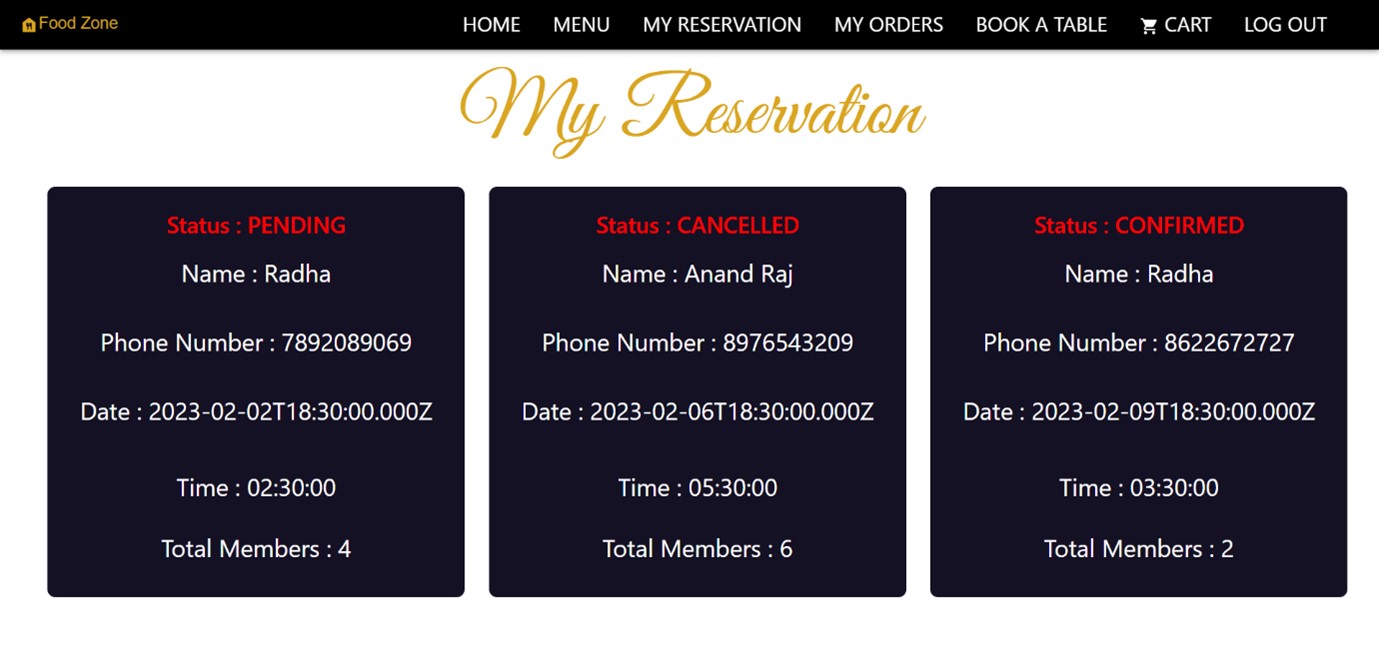 Food Zone HOME MENU MY RESERVATION MY ORDERS BOOK A TABLE CART LOG OUT
My Reservation
Status : PENDING
Name : Radha
Phone Number : 7892089069
Date : 2023-02-02T18:30:00.000Z
Time : 02:30:00
Total Members : 4
Status : CANCELLED
Name : Anand Raj
Phone Number : 8976543209
Date : 2023-02-06T18:30:00.000Z
Time : 05:30:00
Total Members : 6
Status : CONFIRMED
Name : Radha
Phone Number : 8622672727
Date : 2023-02-09T18:30:00.000Z
Time : 03:30:00
Total Members : 2